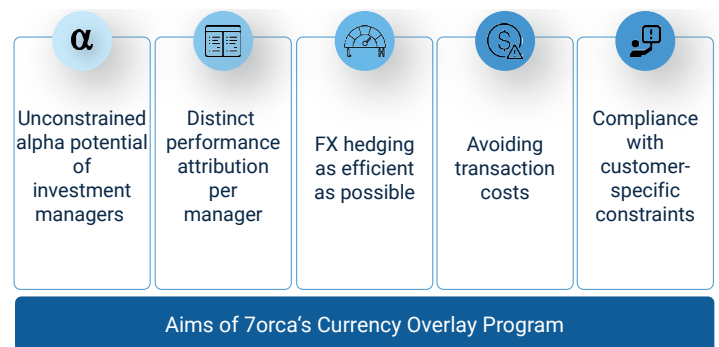 α
Unconstrained
alpha potential
of
investment
managers
Distinct
performance
attribution
per
manager
FX hedging
as efficient
as possible
Avoiding
transaction
costs
Compliance
with
customer-
specific
constraints
Aims of 7orca‘s Currency Overlay Program